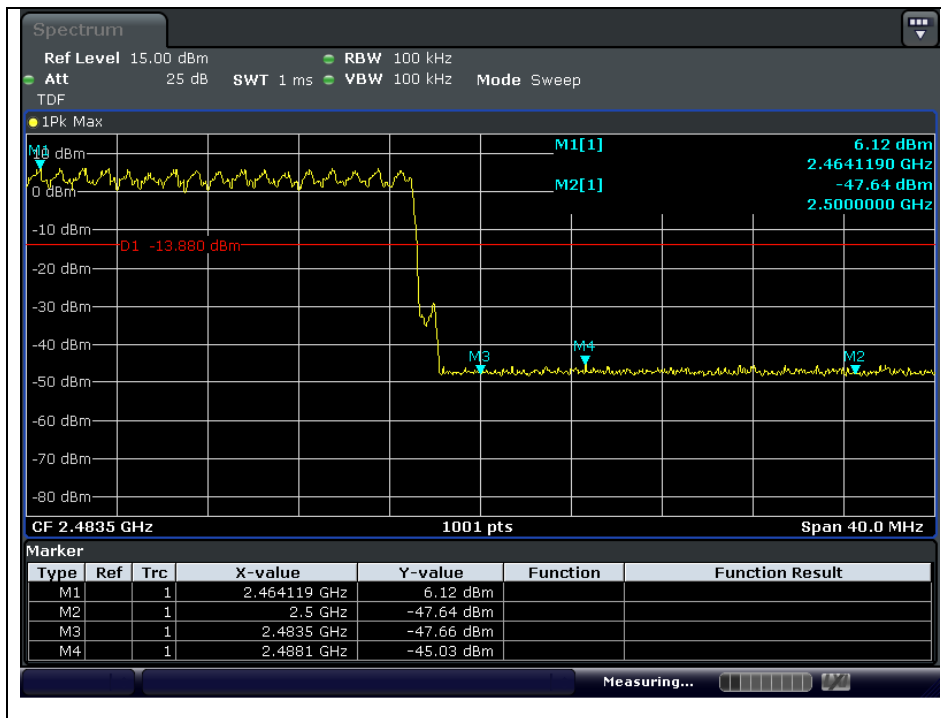 Spectrum
Ref Level 15.00 dBm RBW 100 kHz
Att 25 dB SWT 1 ms VBW 100 kHz Mode Sweep
TDF
1Pk Max
M1[1] 6.12 dBm
2.4641190 GHz
M2[1] -47.64 dBm
2.5000000 GHz
M1
10 dBm
0 dBm
-10 dBm
D1 -13.880 dBm
-20 dBm
-30 dBm
-40 dBm
M3 M4 M2
-50 dBm
-60 dBm
-70 dBm
-80 dBm
CF 2.4835 GHz 1001 pts Span 40.0 MHz
Marker
Type Ref Trc X-value Y-value Function Function Result
M1 1 2.464119 GHz 6.12 dBm
M2 1 2.5 GHz -47.64 dBm
M3 1 2.4835 GHz -47.66 dBm
M4 1 2.4881 GHz -45.03 dBm
Measuring...